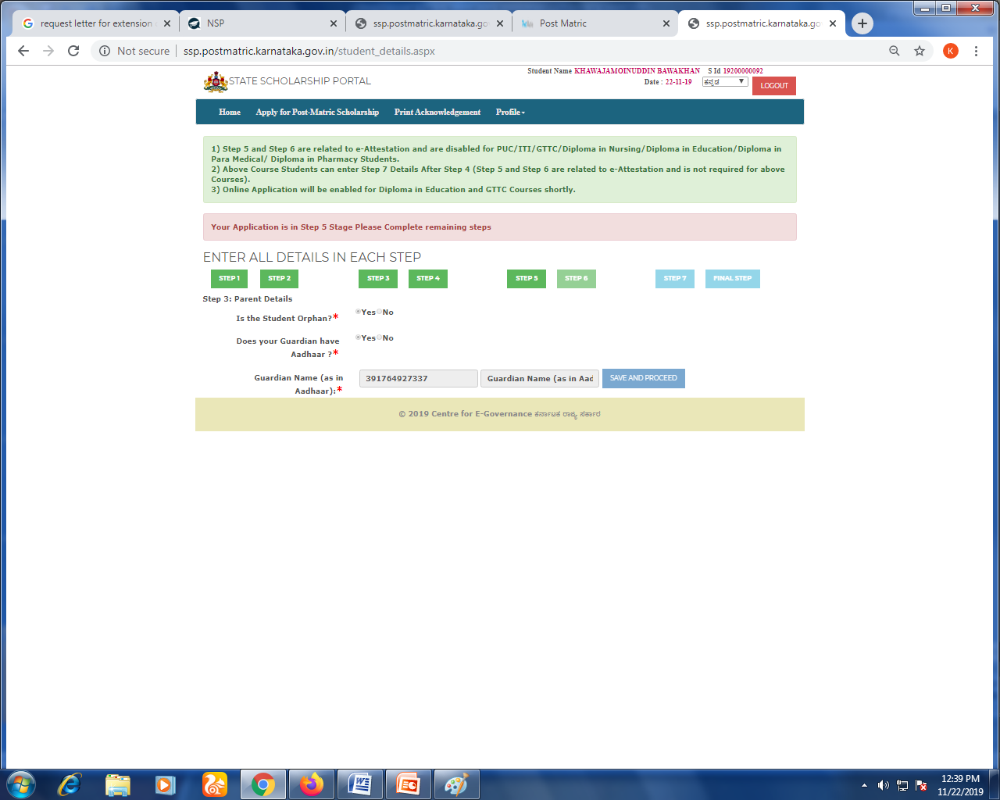 request letter for extension
NSP
ssp.postmatric.karnataka.go
Post Matric
ssp.postmatric.karnataka.go
Not secure
ssp.postmatric.karnataka.gov.in/student_details.aspx
K
STATE SCHOLARSHIP PORTAL
Student Name KHAWAJAMOINUDDIN BAWAKHAN S Id 19200000092
Date : 22-11-19
ಕನ್ನಡ
LOGOUT
Home
Apply for Post-Matric Scholarship
Print Acknowledgement
Profile
1) Step 5 and Step 6 are related to e-Attestation and are disabled for PUC/ITI/GTTC/Diploma in Nursing/Diploma in Education/Diploma in
Para Medical/ Diploma in Pharmacy Students.
2) Above Course Students can enter Step 7 Details After Step 4 (Step 5 and Step 6 are related to e-Attestation and is not required for above
Courses).
3) Online Application will be enabled for Diploma in Education and GTTC Courses shortly.
Your Application is in Step 5 Stage Please Complete remaining steps
ENTER ALL DETAILS IN EACH STEP
STEP 1
STEP 2
STEP 3
STEP 4
STEP 5
STEP 6
STEP 7
FINAL STEP
Step 3: Parent Details
Is the Student Orphan?*
Yes No
Does your Guardian have
Aadhaar ?*
Yes No
Guardian Name (as in
Aadhaar):*
391764927337
Guardian Name (as in Aad
SAVE AND PROCEED
© 2019 Centre for E-Governance ಕರ್ನಾಟಕ ರಾಜ್ಯ ಸರ್ಕಾರ
12:39 PM
11/22/2019